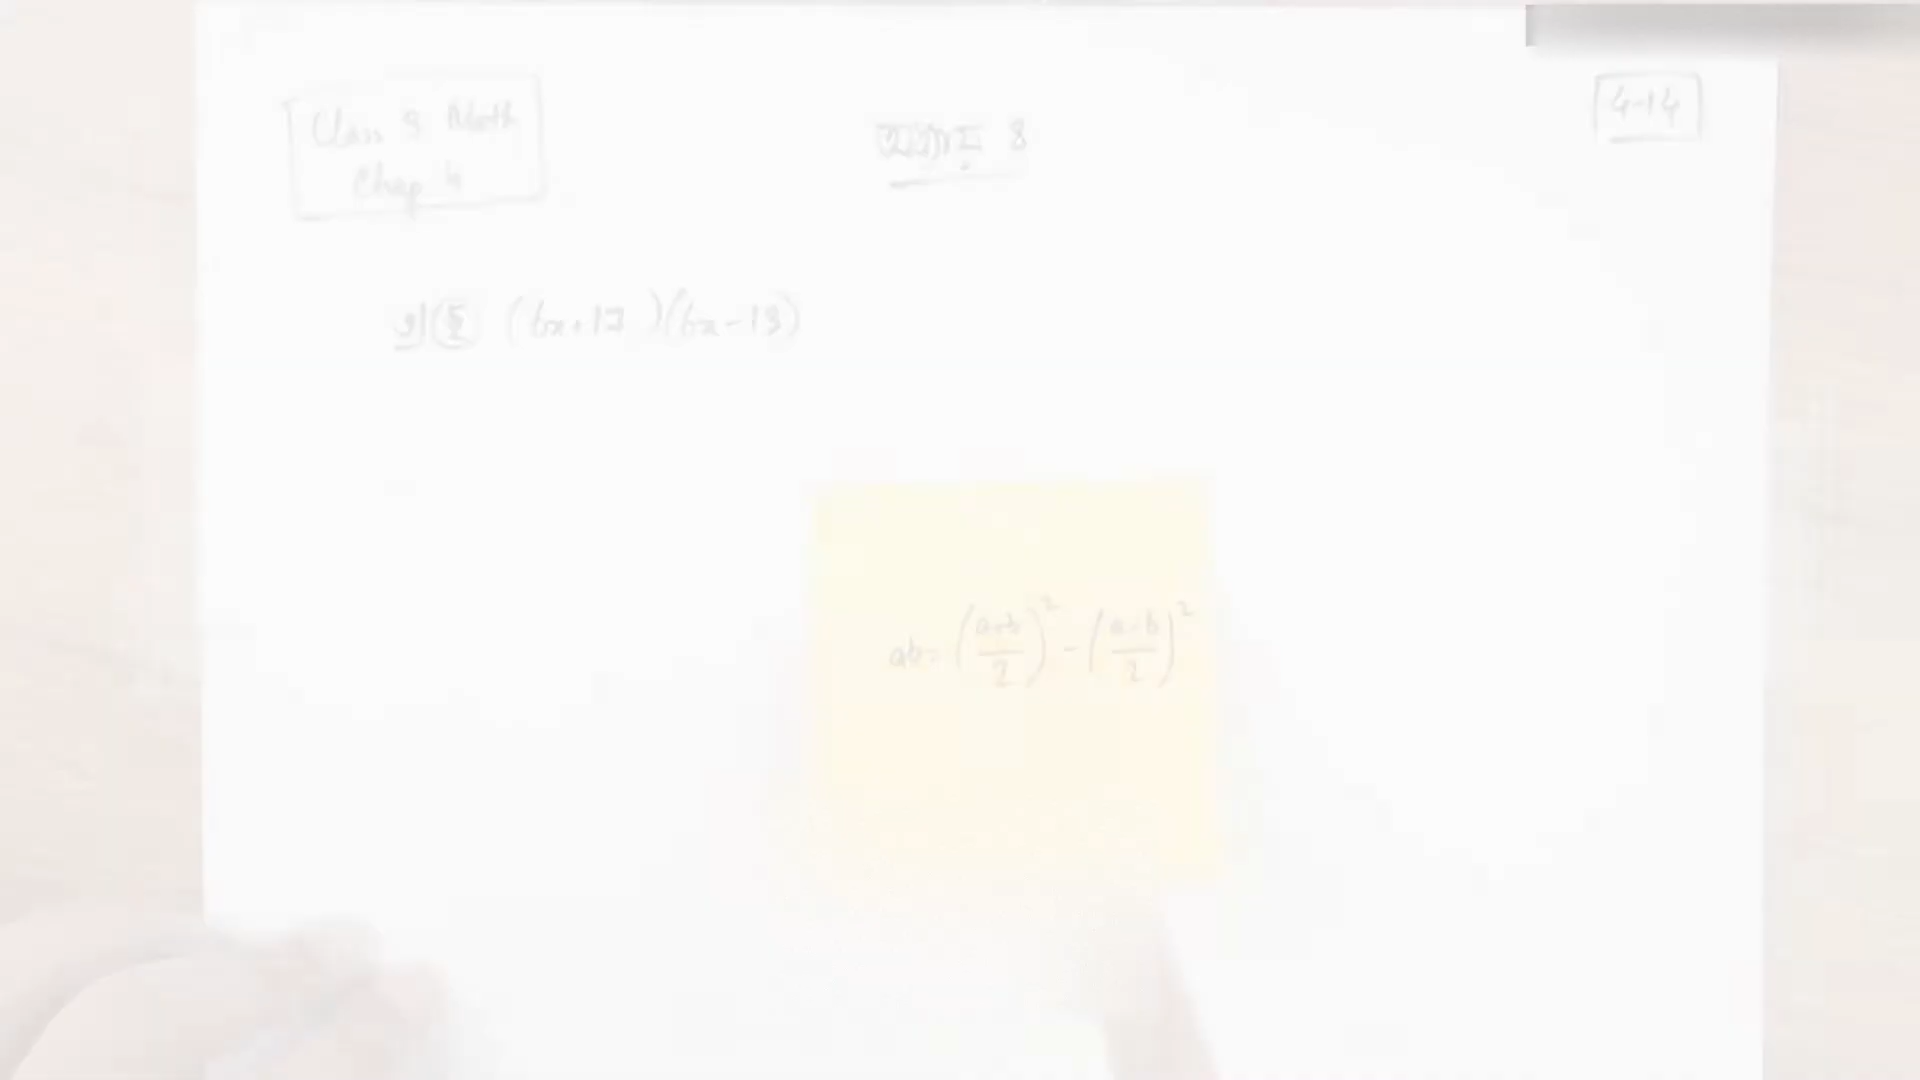 Class 9 Math
Chap 4
4-14
(6x+17)(6x-13)
ab = ((a+b)/2)² - ((a-b)/2)²